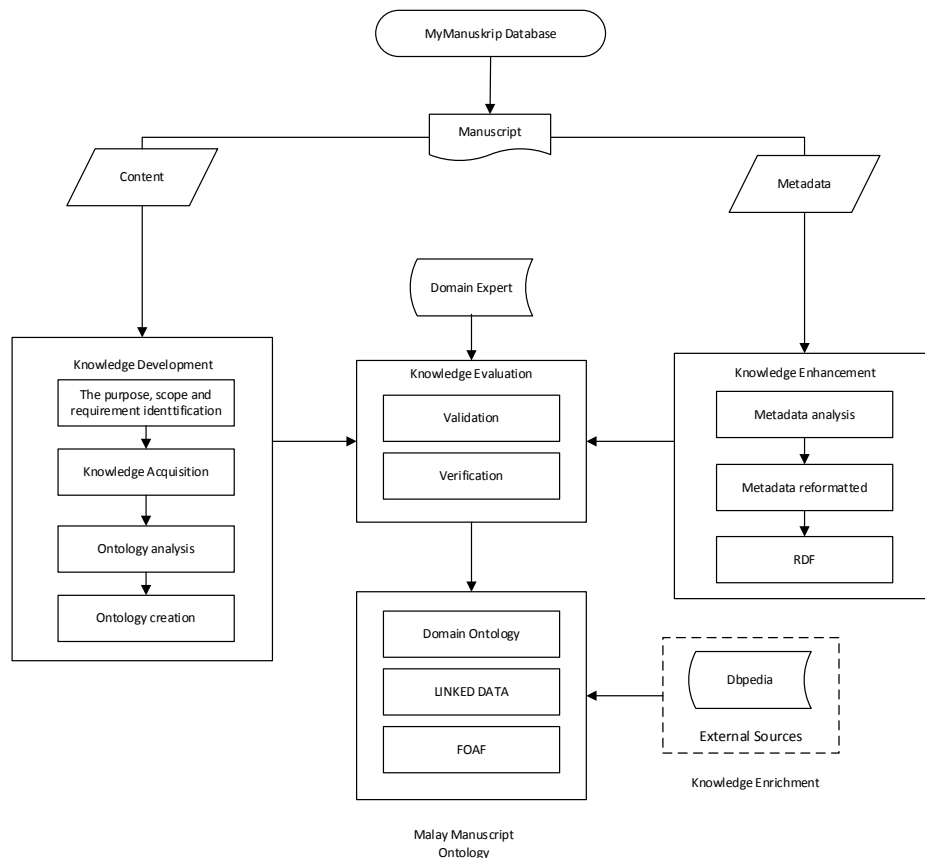 MyManuskrip Database
Manuscript
Content
Metadata
Domain Expert
Knowledge Development
The purpose, scope and
requirement identtification
Knowledge Acquisition
Ontology analysis
Ontology creation
Knowledge Evaluation
Validation
Verification
Knowledge Enhancement
Metadata analysis
Metadata reformatted
RDF
Domain Ontology
LINKED DATA
FOAF
Dbpedia
External Sources
Knowledge Enrichment
Malay Manuscript
Ontology